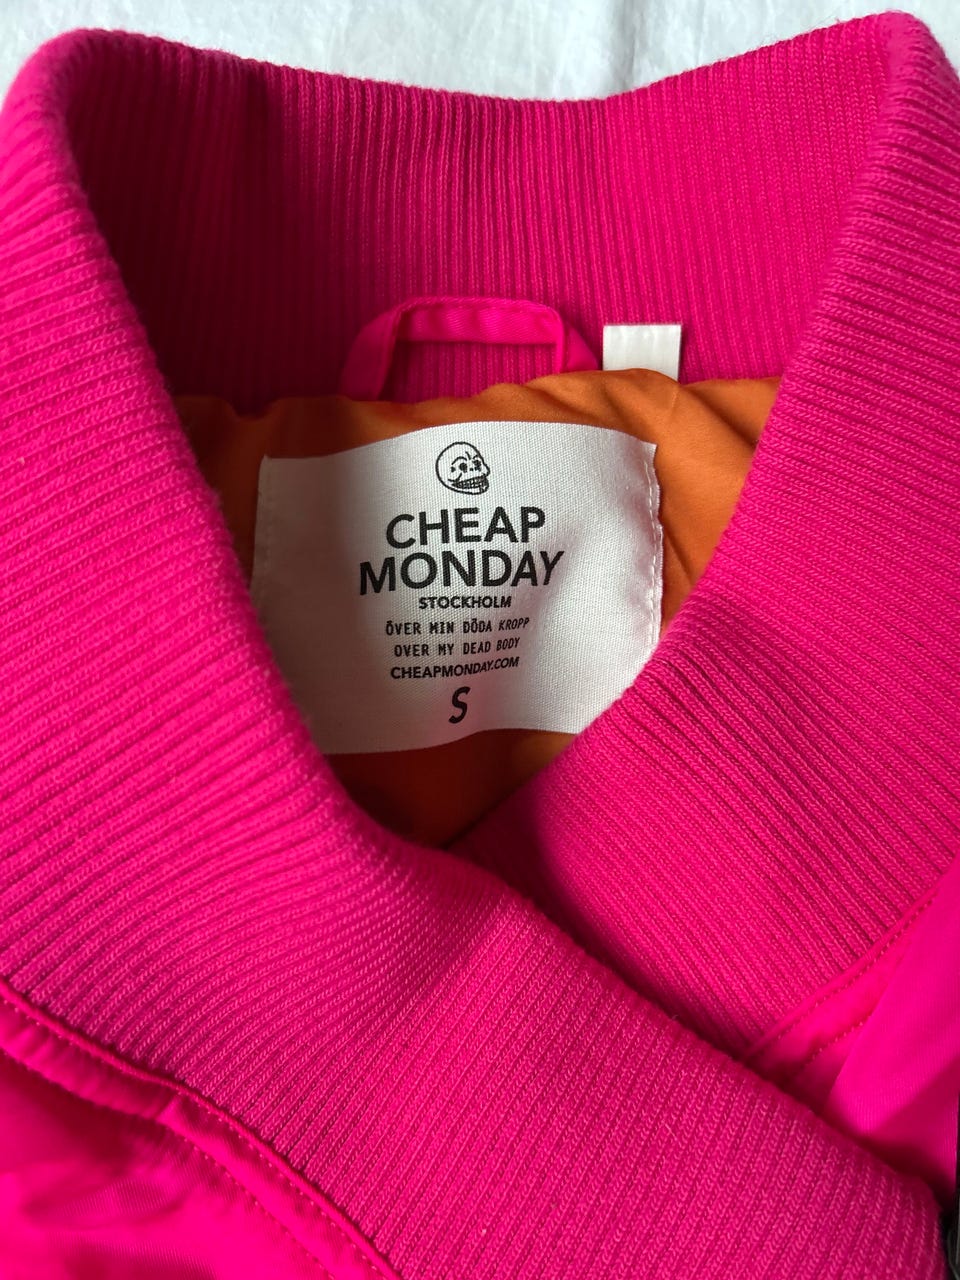 CHEAP
MONDAY
STOCKHOLM
ÖVER MIN DÖDA KROPP
OVER MY DEAD BODY
CHEAPMONDAY.COM
S